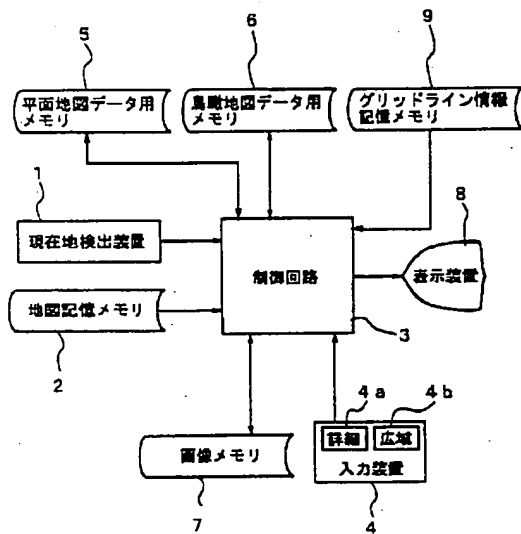 5
6
9
平面地図データ用
メモリ
鳥瞰地図データ用
メモリ
グリッドライン情報
記憶メモリ
1
8
現在地検出装置
制御回路
表示装置
地図記憶メモリ
3
2
4a
4b
詳細
広域
画像メモリ
入力装置
7
4